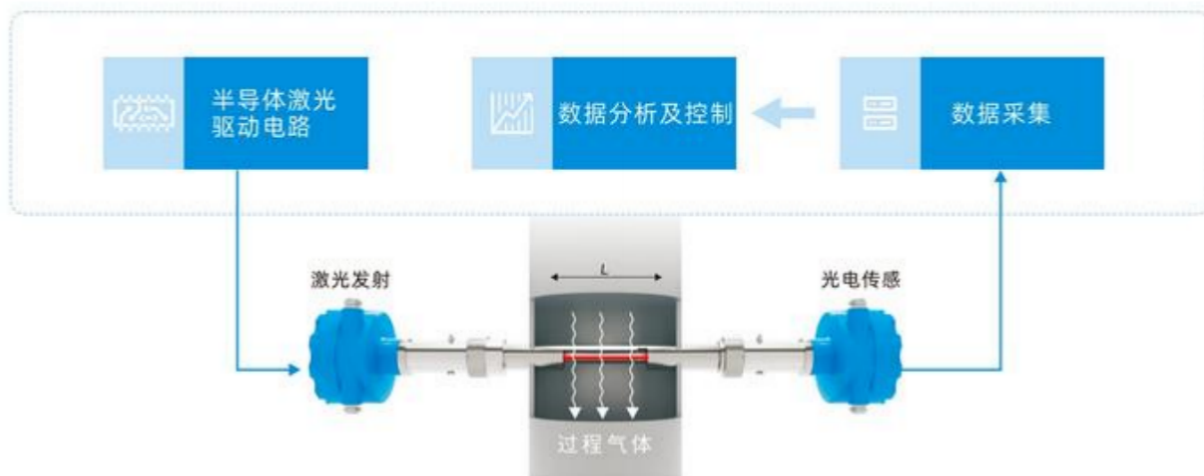 半导体激光
驱动电路
数据分析及控制
数据采集
激光发射
L
光电传感
过程气体